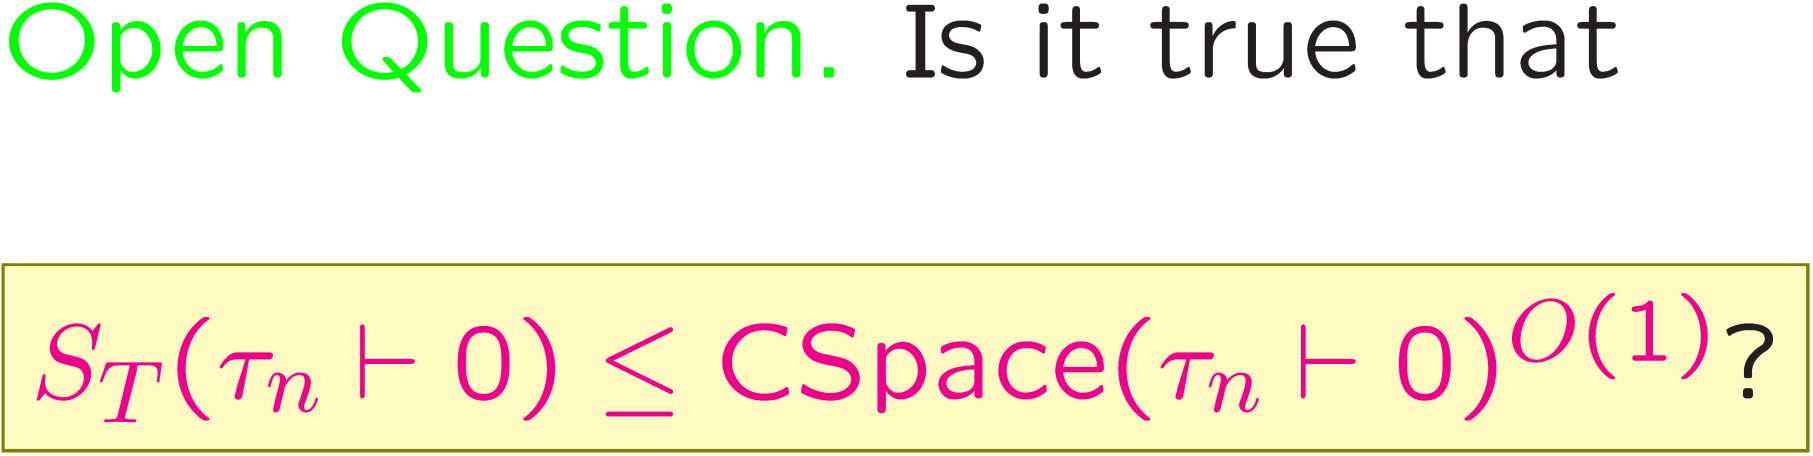 Open Question. Is it true that
S_T(τ_n ⊢ 0) ≤ CSpace(τ_n ⊢ 0)^{O(1)}?